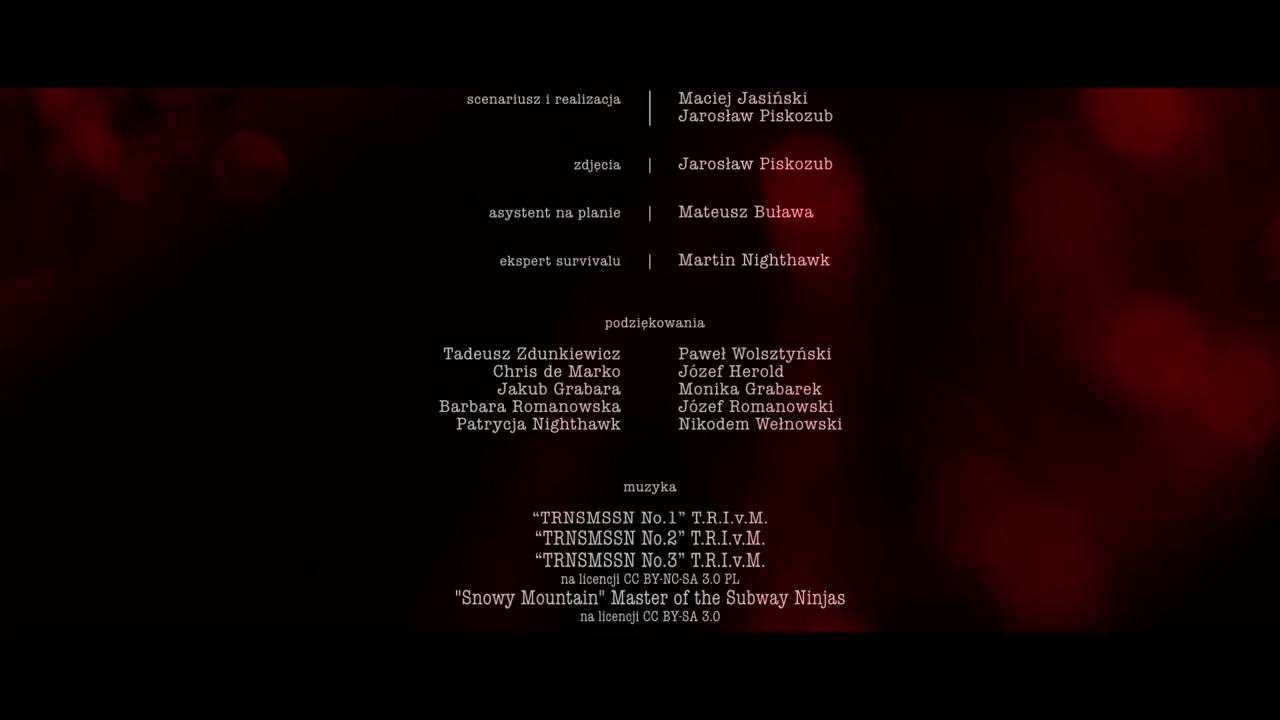 scenariusz i realizacja | Maciej Jasiński
Jarosław Piskozub
zdjęcia | Jarosław Piskozub
asystent na planie | Mateusz Buława
ekspert survivalu | Martin Nighthawk
podziękowania
Tadeusz Zdunkiewicz Paweł Wolsztyński
Chris de Marko Józef Herold
Jakub Grabara Monika Grabarek
Barbara Romanowska Józef Romanowski
Patrycja Nighthawk Nikodem Wełnowski
muzyka
“TRNSMSSN No.1” T.R.I.v.M.
“TRNSMSSN No.2” T.R.I.v.M.
“TRNSMSSN No.3” T.R.I.v.M.
na licencji CC BY-NC-SA 3.0 PL
"Snowy Mountain" Master of the Subway Ninjas
na licencji CC BY-SA 3.0